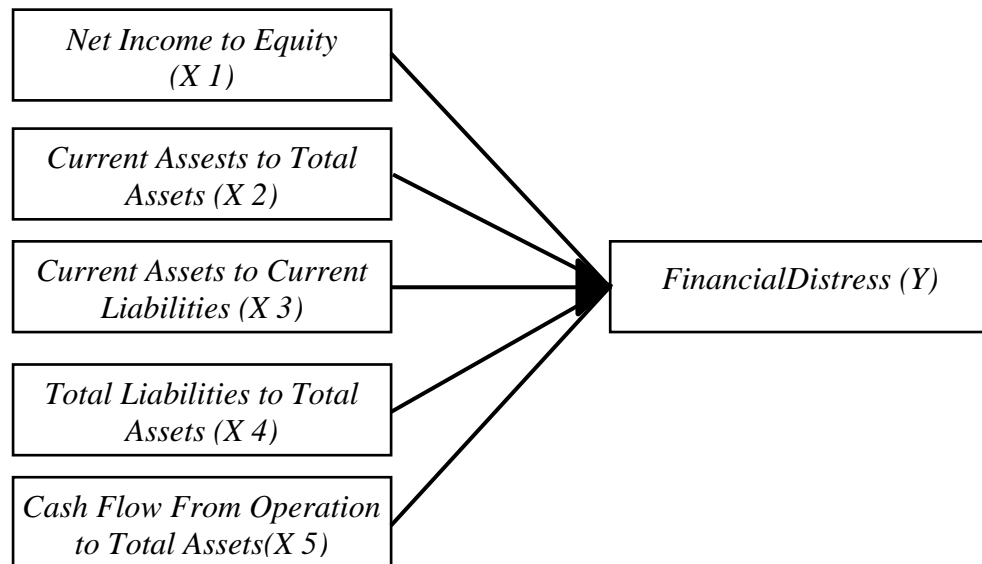 Net Income to Equity
(X 1)
Current Assests to Total
Assets (X 2)
Current Assets to Current
Liabilities (X 3)
FinancialDistress (Y)
Total Liabilities to Total
Assets (X 4)
Cash Flow From Operation
to Total Assets(X 5)